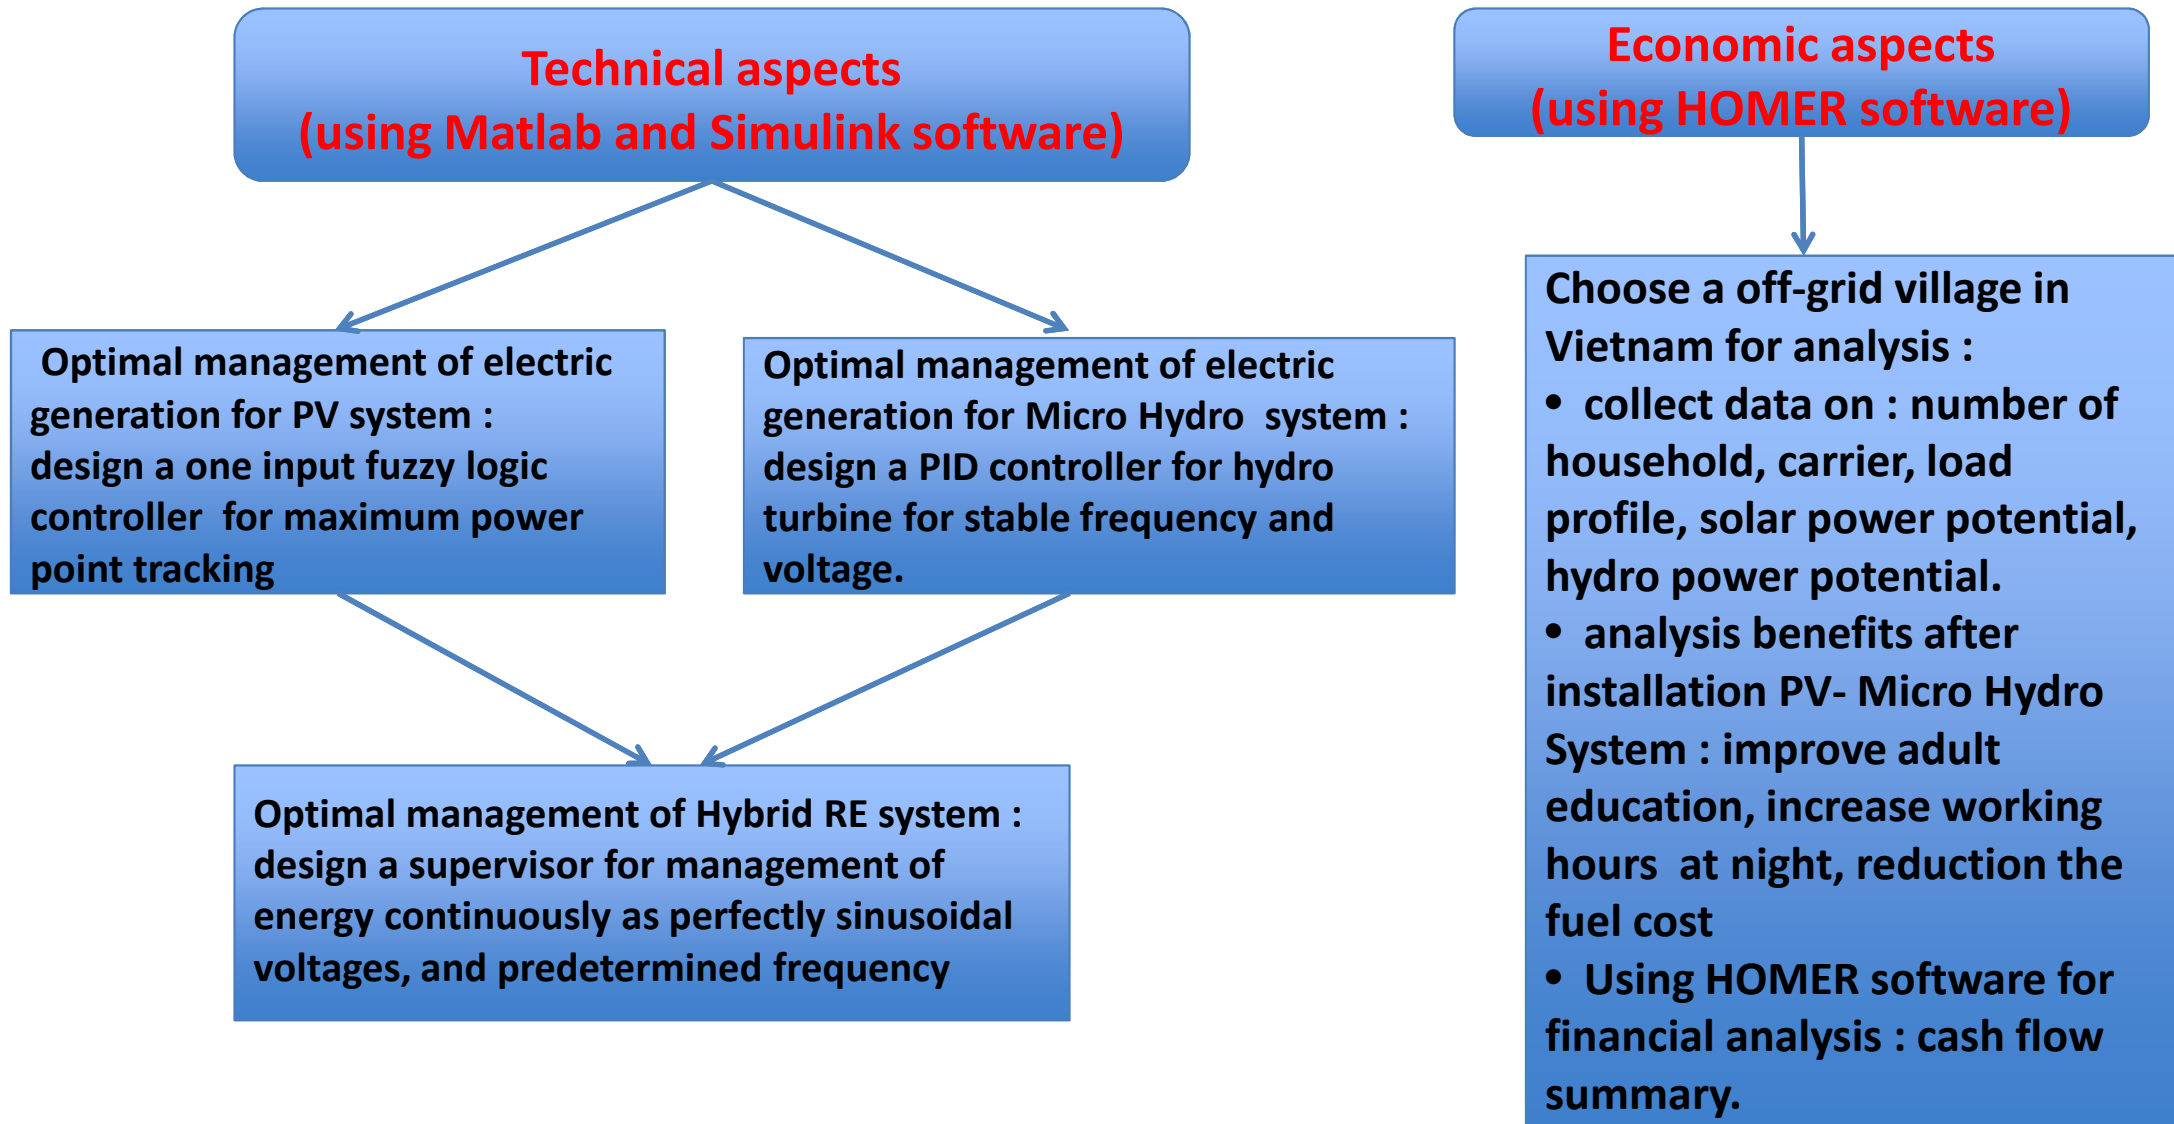 Technical aspects
(using Matlab and Simulink software)
Economic aspects
(using HOMER software)
Optimal management of electric
generation for PV system :
design a one input fuzzy logic
controller for maximum power
point tracking
Optimal management of electric
generation for Micro Hydro system :
design a PID controller for hydro
turbine for stable frequency and
voltage.
Optimal management of Hybrid RE system :
design a supervisor for management of
energy continuously as perfectly sinusoidal
voltages, and predetermined frequency
Choose a off-grid village in
Vietnam for analysis :
• collect data on : number of
household, carrier, load
profile, solar power potential,
hydro power potential.
• analysis benefits after
installation PV- Micro Hydro
System : improve adult
education, increase working
hours at night, reduction the
fuel cost
• Using HOMER software for
financial analysis : cash flow
summary.